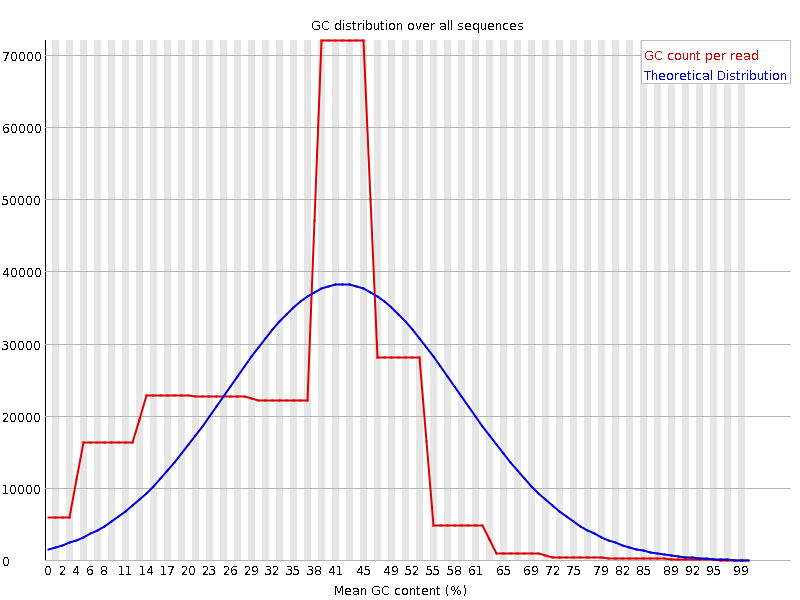 GC distribution over all sequences
GC count per read
Theoretical Distribution
70000
60000
50000
40000
30000
20000
10000
0
0 2 4 6 8 11 14 17 20 23 26 29 32 35 38 41 45 49 52 55 58 61 65 69 72 75 79 82 85 89 92 95 99
Mean GC content (%)